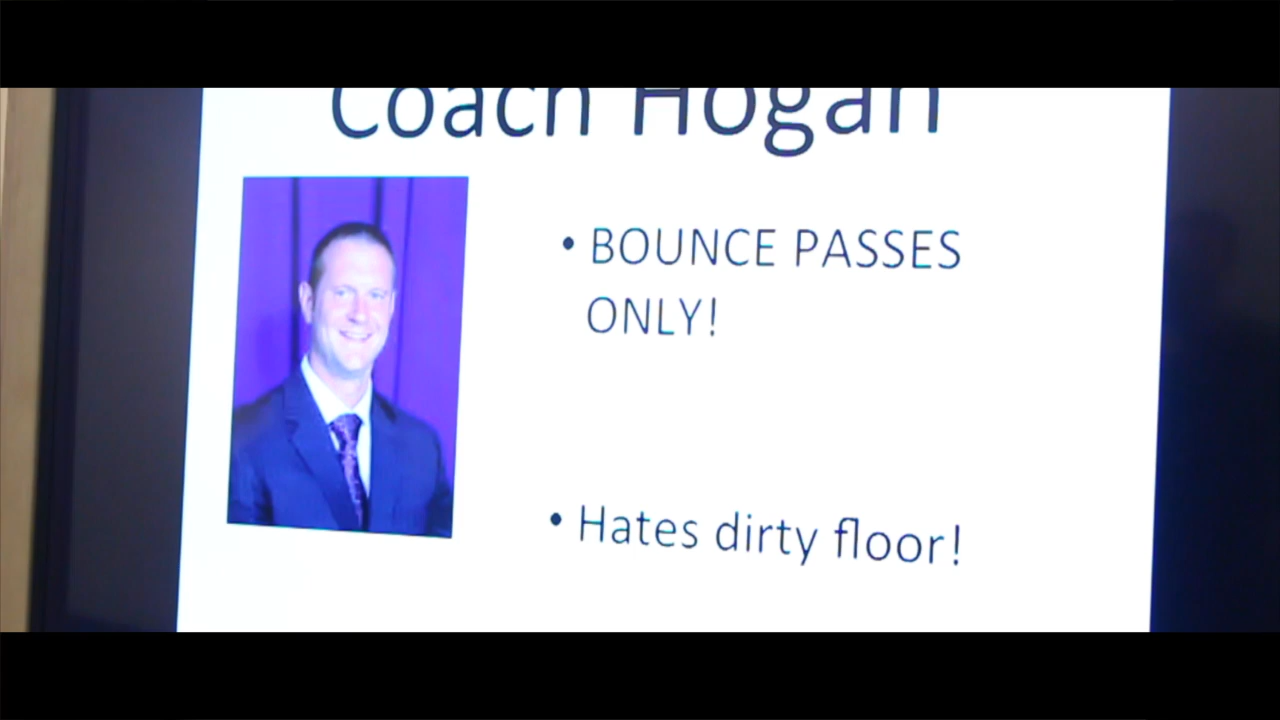 Coach Hogan
• BOUNCE PASSES
ONLY!
• Hates dirty floor!